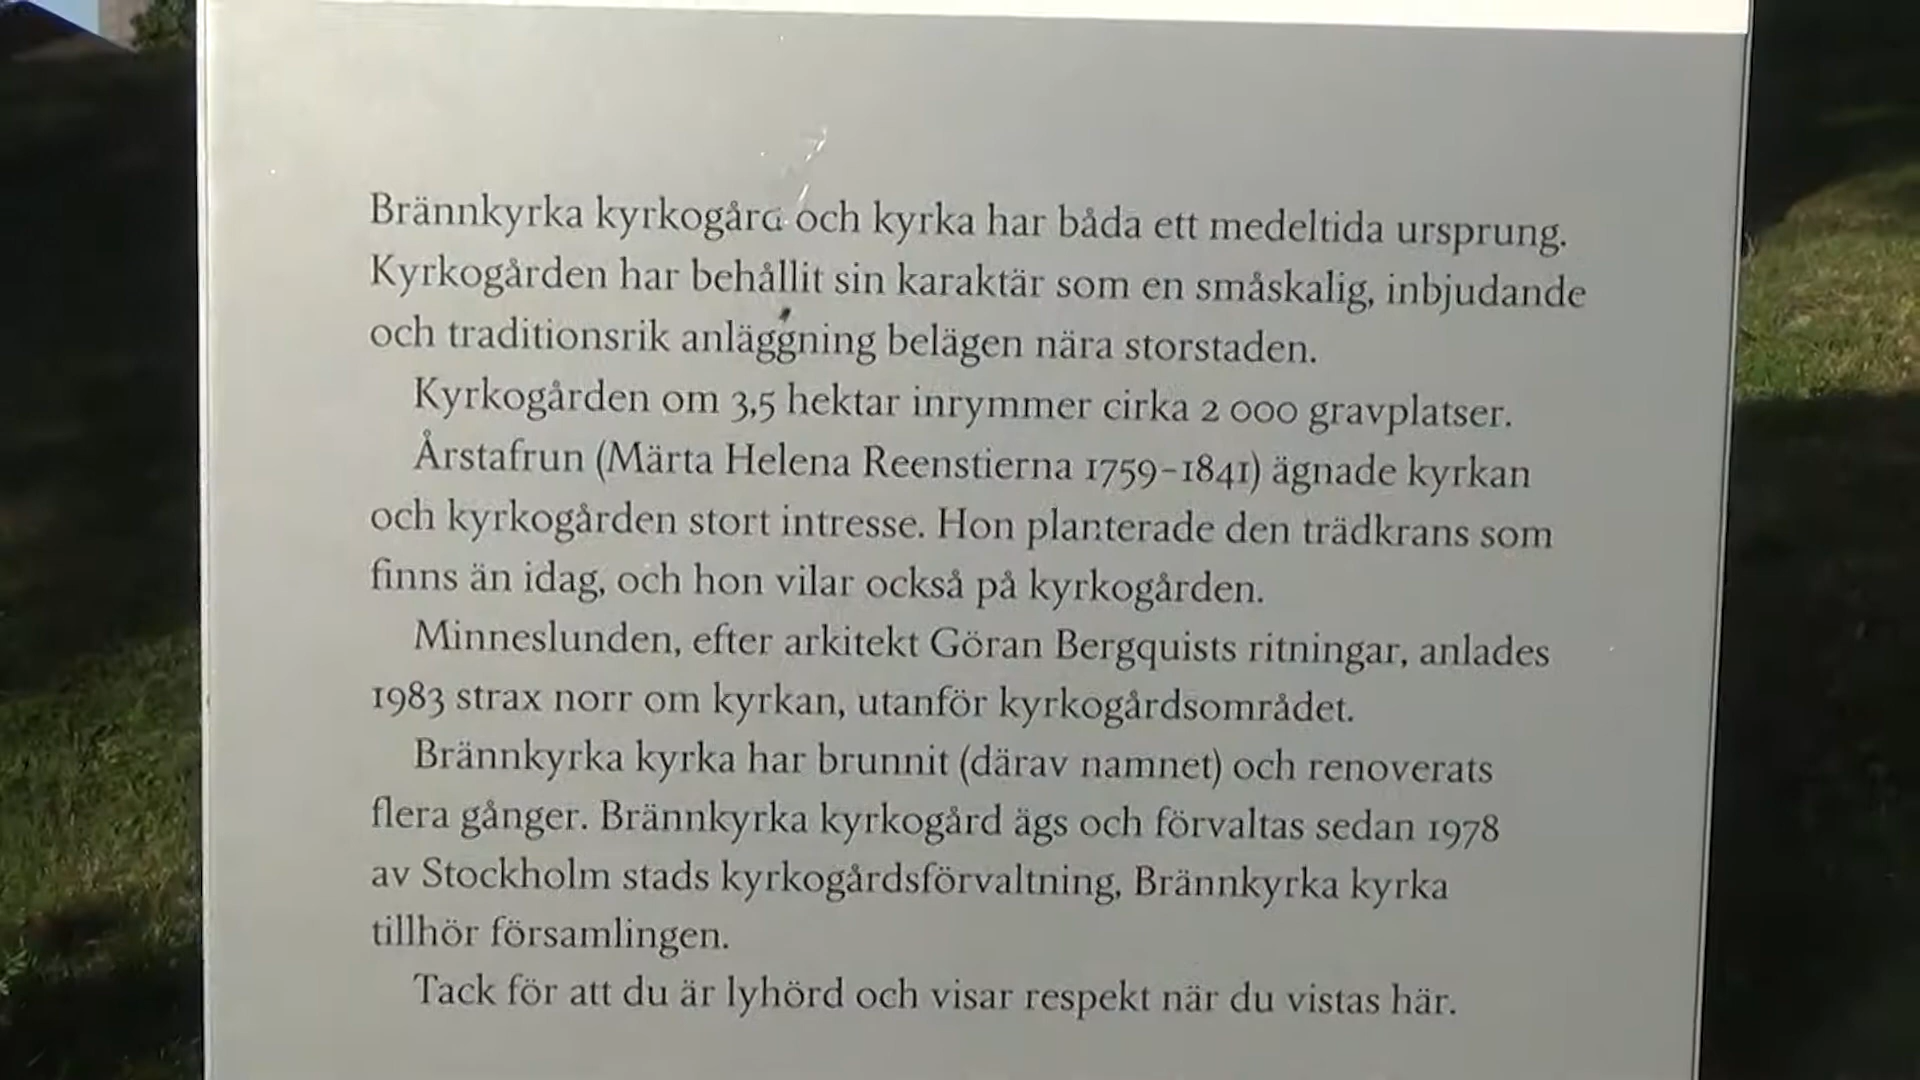 Brännkyrka kyrkogård och kyrka har båda ett medeltida ursprung.
Kyrkogården har behållit sin karaktär som en småskalig, inbjudande
och traditionsrik anläggning belägen nära storstaden.
Kyrkogården om 3,5 hektar inrymmer cirka 2 000 gravplatser.
Årstafrun (Märta Helena Reenstierna 1759–1841) ägnade kyrkan
och kyrkogården stort intresse. Hon planterade den trädkrans som
finns än idag, och hon vilar också på kyrkogården.
Minneslunden, efter arkitekt Göran Bergquists ritningar, anlades
1983 strax norr om kyrkan, utanför kyrkogårdsområdet.
Brännkyrka kyrka har brunnit (därav namnet) och renoverats
flera gånger. Brännkyrka kyrkogård ägs och förvaltas sedan 1978
av Stockholm stads kyrkogårdsförvaltning, Brännkyrka kyrka
tillhör församlingen.
Tack för att du är lyhörd och visar respekt när du vistas här.